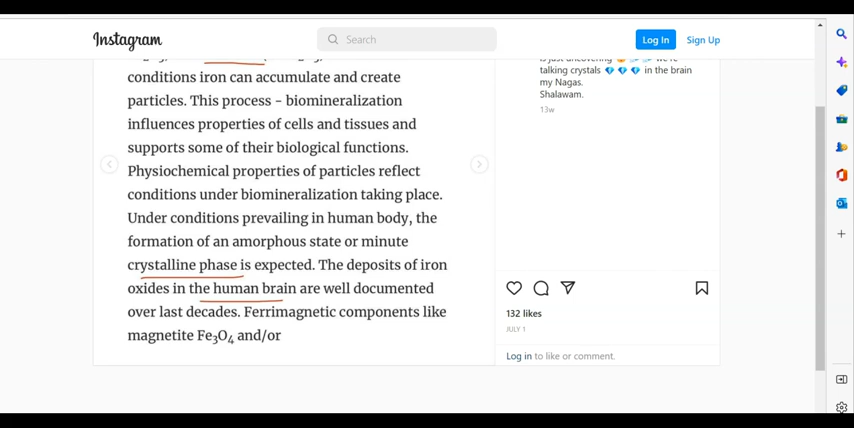 Instagram
Search
Log In
Sign Up
conditions iron can accumulate and create
particles. This process - biomineralization
influences properties of cells and tissues and
supports some of their biological functions.
Physiochemical properties of particles reflect
conditions under biomineralization taking place.
Under conditions prevailing in human body, the
formation of an amorphous state or minute
crystalline phase is expected. The deposits of iron
oxides in the human brain are well documented
over last decades. Ferrimagnetic components like
magnetite Fe₃O₄ and/or
is just uncovering we're
talking crystals 💎 💎 💎 in the brain
my Nagas.
Shalawam.
13w
132 likes
JULY 1
Log in to like or comment.